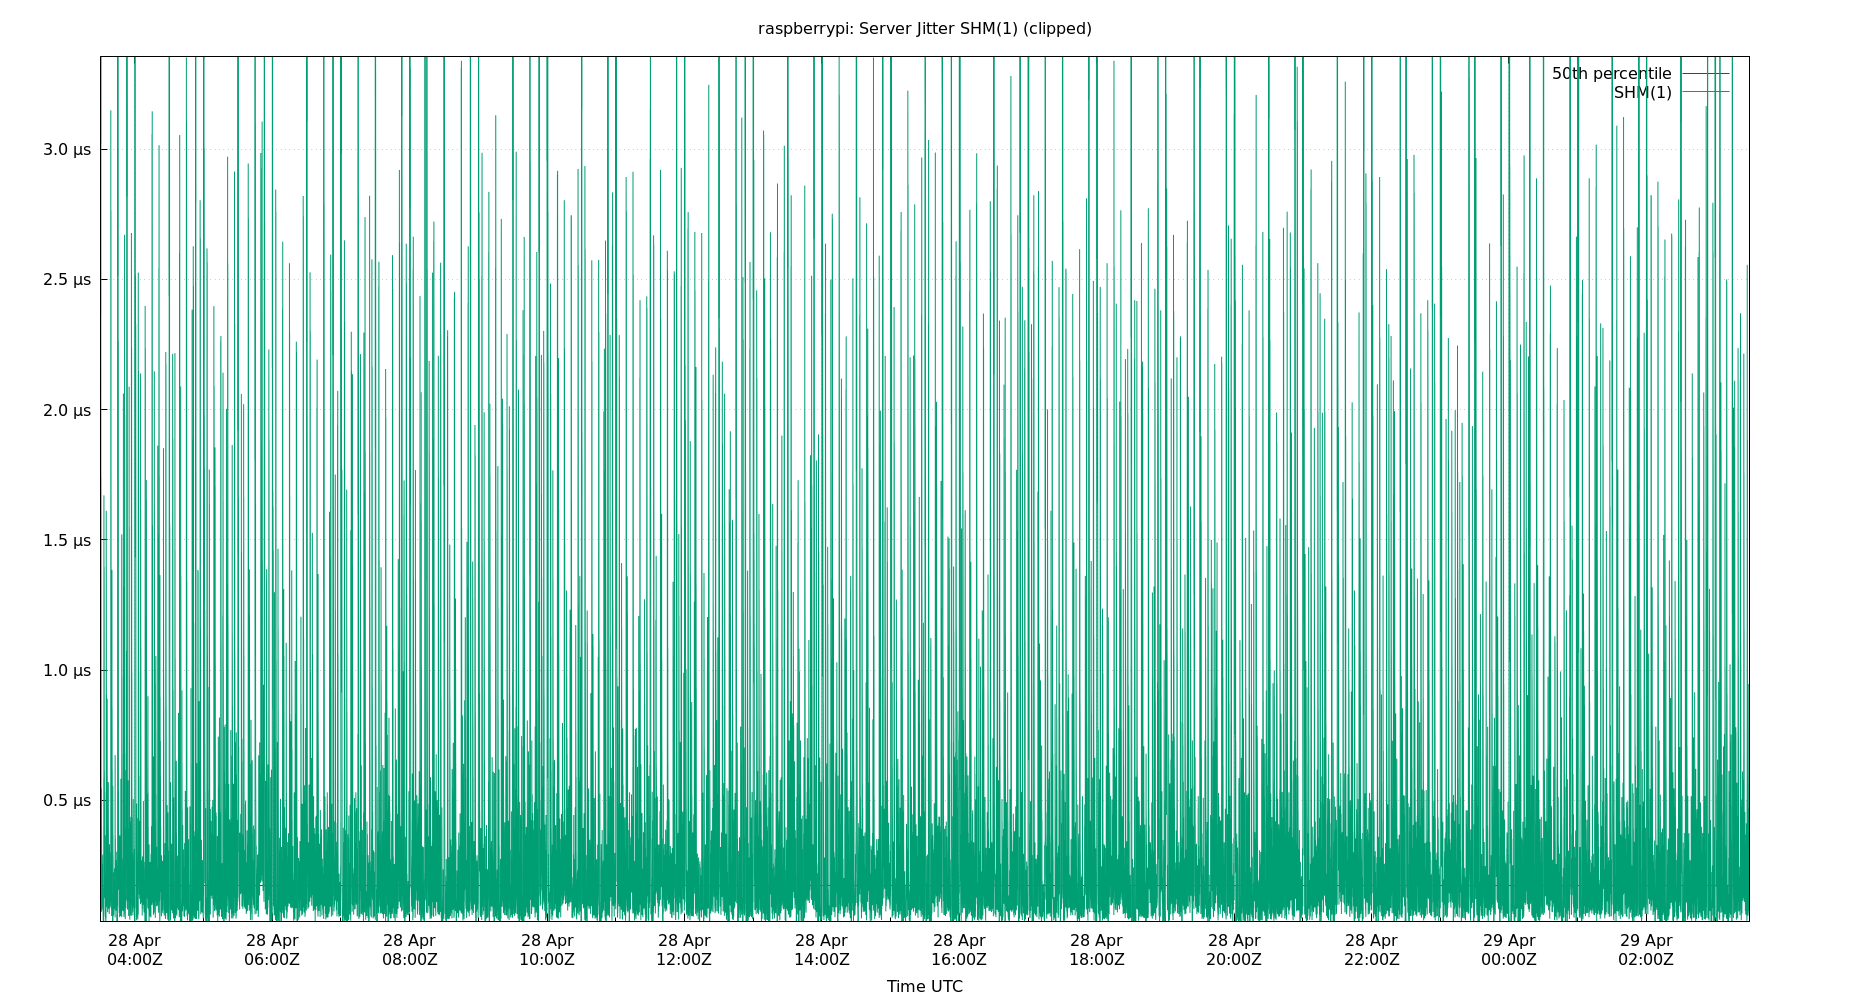 raspberrypi: Server Jitter SHM(1) (clipped)
50th percentile
SHM(1)
3.0 µs
2.5 µs
2.0 µs
1.5 µs
1.0 µs
0.5 µs
28 Apr 28 Apr 28 Apr 28 Apr 28 Apr 28 Apr 28 Apr 28 Apr 28 Apr 28 Apr 29 Apr 29 Apr
04:00Z 06:00Z 08:00Z 10:00Z 12:00Z 14:00Z 16:00Z 18:00Z 20:00Z 22:00Z 00:00Z 02:00Z
Time UTC